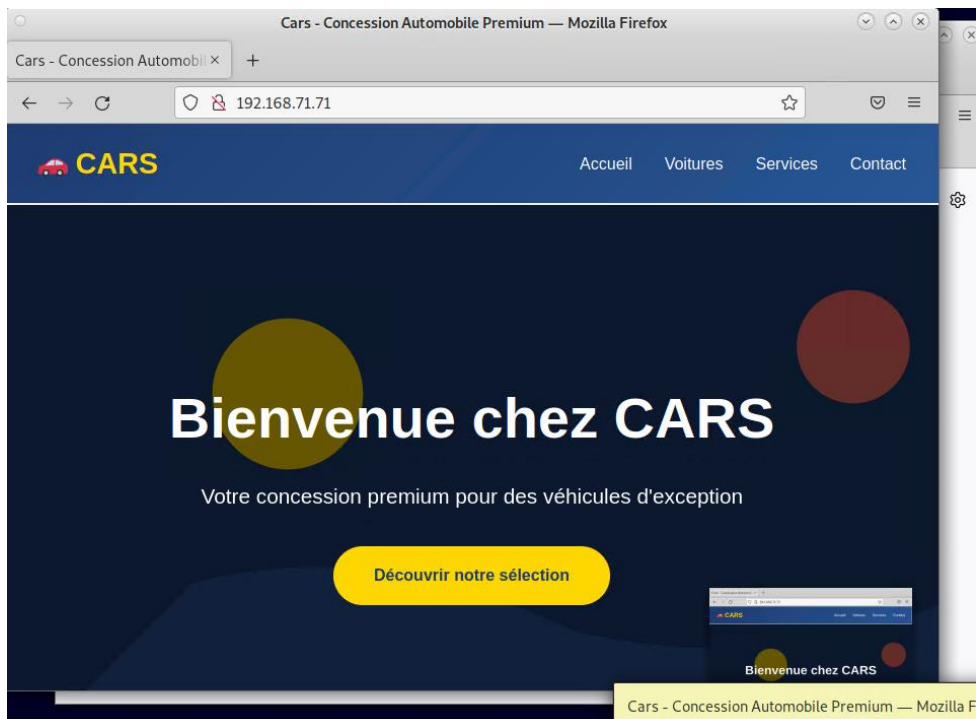 Cars - Concession Automobile Premium — Mozilla Firefox
Cars - Concession Automobil
192.168.71.71
CARS
Accueil Voitures Services Contact
Bienvenue chez CARS
Votre concession premium pour des véhicules d'exception
Découvrir notre sélection
CARS
Bienvenue chez CARS
Cars - Concession Automobile Premium — Mozilla F